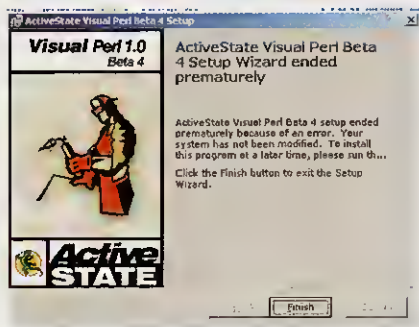 ActiveState Visual Perl Beta 4 Setup
Visual Perl 1.0
Beta 4
ActiveState Visual Perl Beta
4 Setup Wizard ended
prematurely
ActiveState Visual Perl Beta 4 setup ended
prematurely because of an error. Your
system has not been modified. To install
this program at a later time, please run th...
Click the Finish button to exit the Setup
Wizard.
Active
STATE
Finish